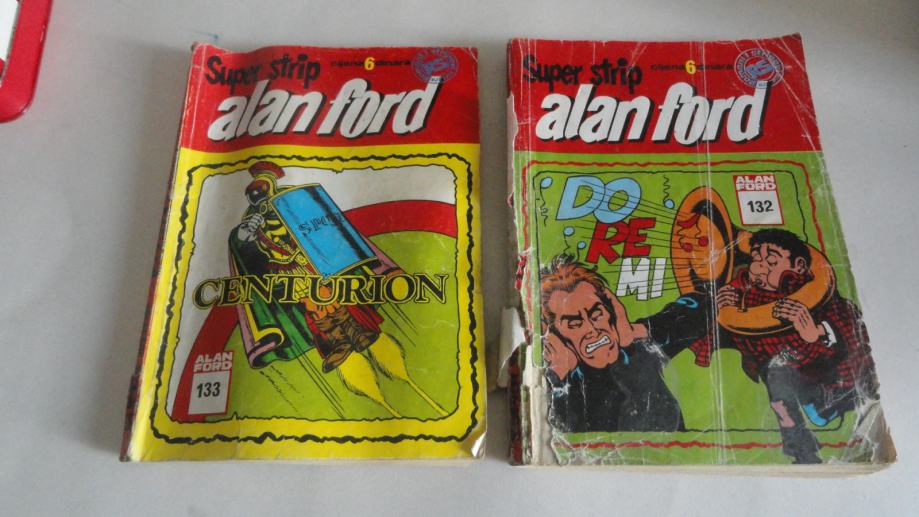 Super strip
cijena 6 dinara
alan ford
CENTURION
ALAN
FORD
133
Super strip
cijena 6 dinara
alan ford
ALAN
FORD
132
DO
RE
MI